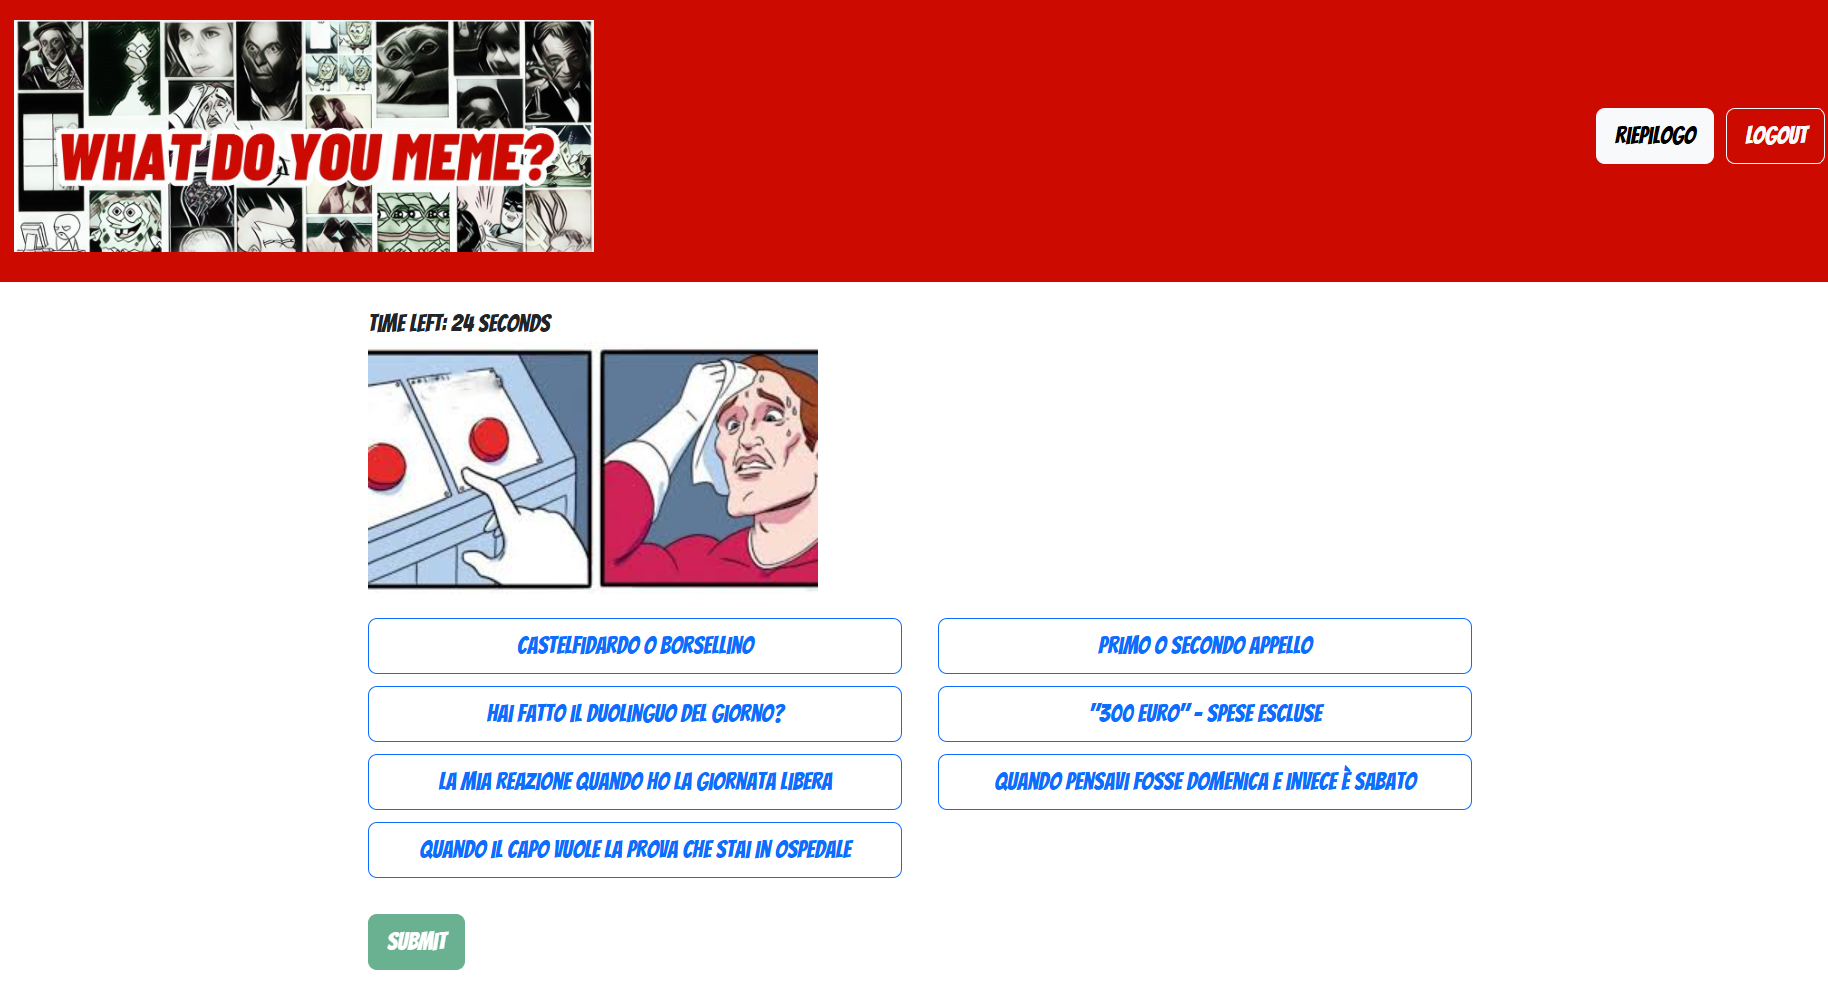 WHAT DO YOU MEME?
RIEPILOGO
LOGOUT
TIME LEFT: 24 SECONDS
CASTELFIDARDO O BORSELLINO
PRIMO O SECONDO APPELLO
HAI FATTO IL DUOLINGUO DEL GIORNO?
"300 EURO" - SPESE ESCLUSE
LA MIA REAZIONE QUANDO HO LA GIORNATA LIBERA
QUANDO PENSAVI FOSSE DOMENICA E INVECE È SABATO
QUANDO IL CAPO VUOLE LA PROVA CHE STAI IN OSPEDALE
SUBMIT